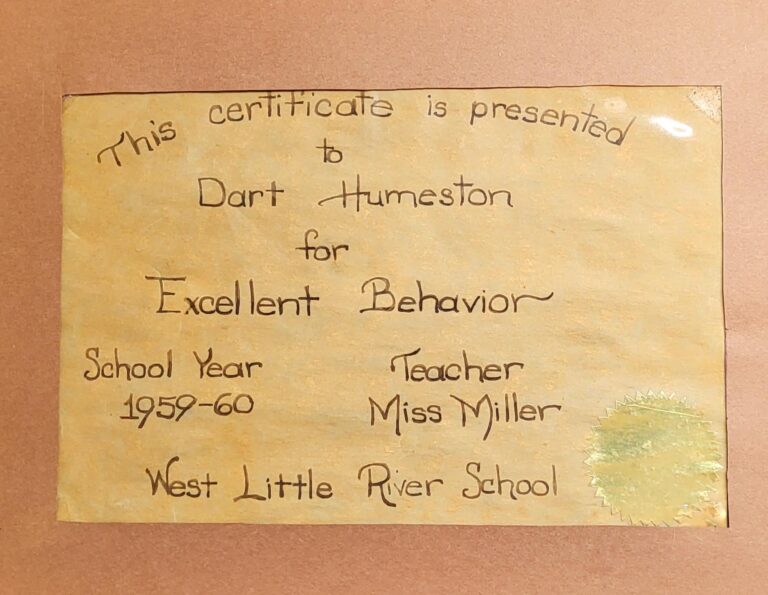 This certificate is presented
to
Dart Humeston
for
Excellent Behavior
School Year Teacher
1959-60 Miss Miller
West Little River School